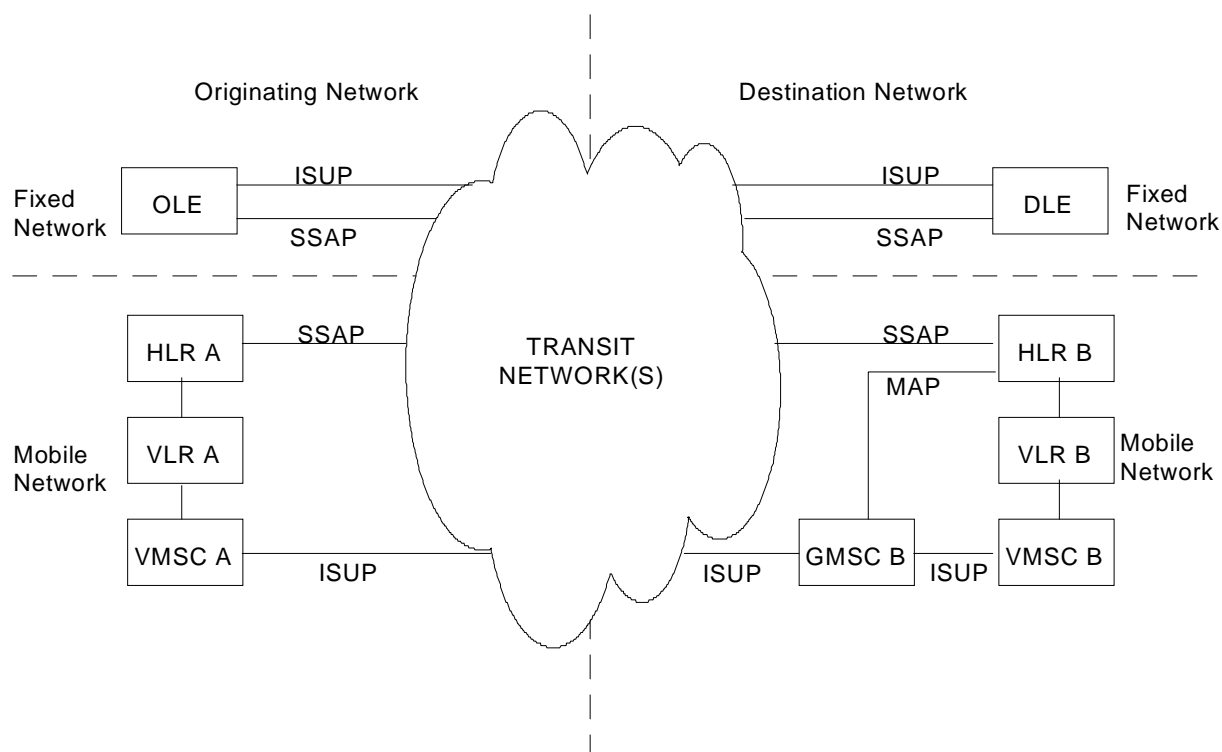 Originating Network
Destination Network
ISUP
ISUP
Fixed
Network
OLE
DLE
Fixed
Network
SSAP
SSAP
SSAP
SSAP
HLR A
TRANSIT
NETWORK(S)
HLR B
MAP
Mobile
Network
VLR A
VLR B
Mobile
Network
VMSC A
GMSC B
VMSC B
ISUP
ISUP
ISUP